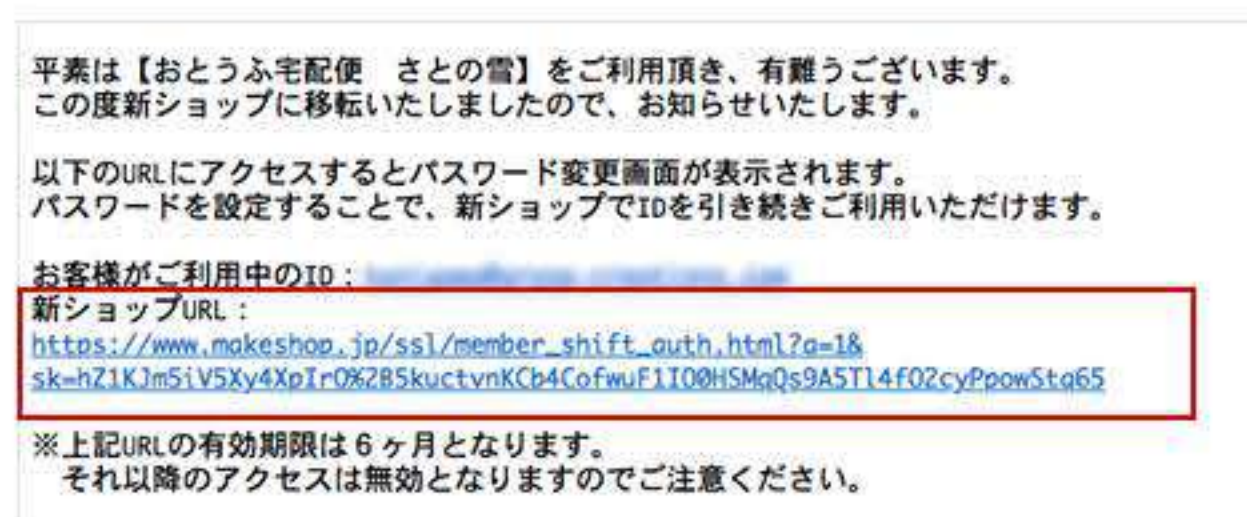 平素は【おとうふ宅配便　さとの雪】をご利用頂き、有難うございます。
この度新ショップに移転いたしましたので、お知らせいたします。
以下のURLにアクセスするとパスワード変更画面が表示されます。
パスワードを設定することで、新ショップでIDを引き続きご利用いただけます。
お客様がご利用中のID：
新ショップURL：
https://www.makeshop.jp/ssl/member_shift_auth.html?a=1&
sk=hZ1KJm5iV5Xy4XpIrO%2B5kuctvnKCb4CofwuF1IO0HSMqQs9A5Tl4fO2cyPpowStq65
※上記URLの有効期限は６ヶ月となります。
それ以降のアクセスは無効となりますのでご注意ください。